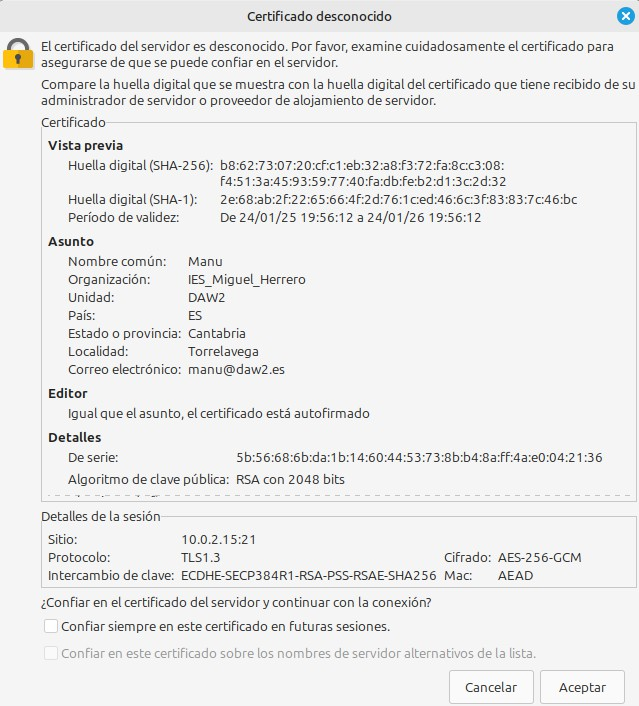 Certificado desconocido
El certificado del servidor es desconocido. Por favor, examine cuidadosamente el certificado para
asegurarse de que se puede confiar en el servidor.
Compare la huella digital que se muestra con la huella digital del certificado que tiene recibido de su
administrador de servidor o proveedor de alojamiento de servidor.
Certificado
Vista previa
Huella digital (SHA-256): b8:62:73:07:20:cf:c1:eb:32:a8:f3:72:fa:8c:c3:08:
f4:51:3a:45:93:59:77:40:fa:db:fe:b2:d1:3c:2d:32
Huella digital (SHA-1): 2e:68:ab:2f:22:65:66:4f:2d:76:1c:ed:46:6c:3f:83:83:7c:46:bc
Período de validez: De 24/01/25 19:56:12 a 24/01/26 19:56:12
Asunto
Nombre común: Manu
Organización: IES_Miguel_Herrero
Unidad: DAW2
País: ES
Estado o provincia: Cantabria
Localidad: Torrelavega
Correo electrónico: manu@daw2.es
Editor
Igual que el asunto, el certificado está autofirmado
Detalles
De serie: 5b:56:68:6b:da:1b:14:60:44:53:73:8b:b4:8a:ff:4a:e0:04:21:36
Algoritmo de clave pública: RSA con 2048 bits
Detalles de la sesión
Sitio: 10.0.2.15:21
Protocolo: TLS1.3 Cifrado: AES-256-GCM
Intercambio de clave: ECDHE-SECP384R1-RSA-PSS-RSAE-SHA256 Mac: AEAD
¿Confiar en el certificado del servidor y continuar con la conexión?
Confiar siempre en este certificado en futuras sesiones.
Confiar en este certificado sobre los nombres de servidor alternativos de la lista.
Cancelar Aceptar